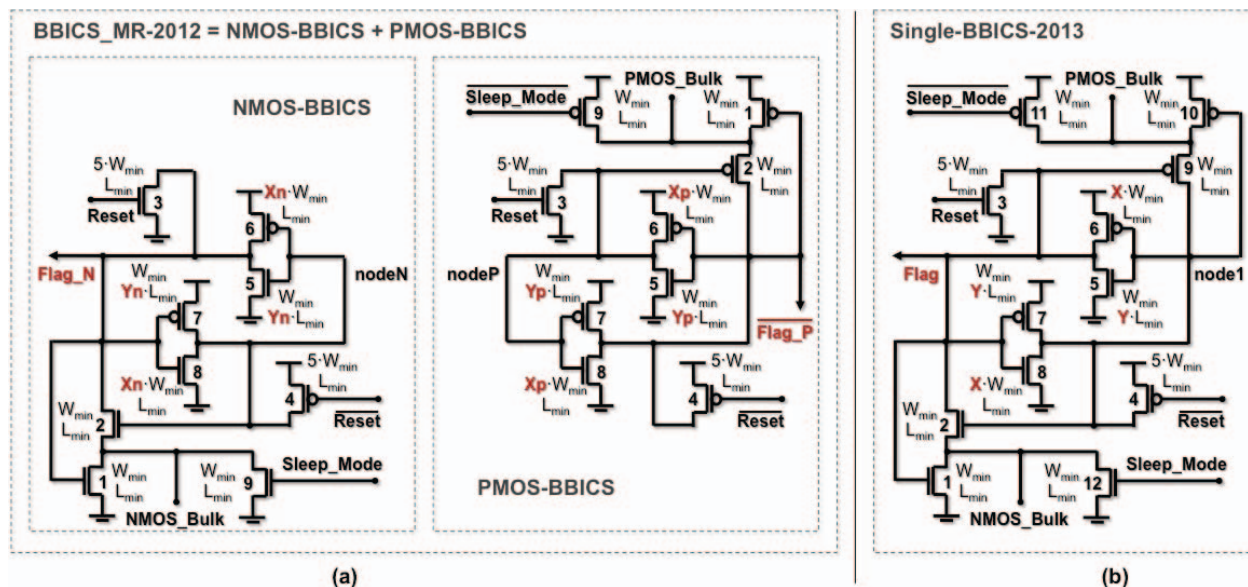 BBICS_MR-2012 = NMOS-BBICS + PMOS-BBICS
NMOS-BBICS
5·Wmin
Lmin
3
Reset
Xn·Wmin
Lmin
6
Flag_N
nodeN
5
Wmin
Yn·Lmin
Wmin
Yn·Lmin
7
8
Xn·Wmin
Lmin
5·Wmin
Lmin
4
Reset
Wmin
Lmin
2
Wmin
Lmin
1
Wmin
Lmin
9
Sleep_Mode
NMOS_Bulk
PMOS_Bulk
Sleep_Mode
9
Wmin
Lmin
Wmin
Lmin
1
2
Wmin
Lmin
5·Wmin
Lmin
3
Reset
Xp·Wmin
Lmin
6
nodeP
5
Wmin
Yp·Lmin
Wmin
Yp·Lmin
7
8
Xp·Wmin
Lmin
Flag_P
5·Wmin
Lmin
4
Reset
PMOS-BBICS
(a)
Single-BBICS-2013
PMOS_Bulk
Sleep_Mode
11
Wmin
Lmin
Wmin
Lmin
10
9
Wmin
Lmin
5·Wmin
Lmin
3
Reset
X·Wmin
Lmin
6
Flag
node1
5
Wmin
Y·Lmin
Wmin
Y·Lmin
7
8
X·Wmin
Lmin
5·Wmin
Lmin
4
Reset
Wmin
Lmin
2
Wmin
Lmin
1
Wmin
Lmin
12
Sleep_Mode
NMOS_Bulk
(b)